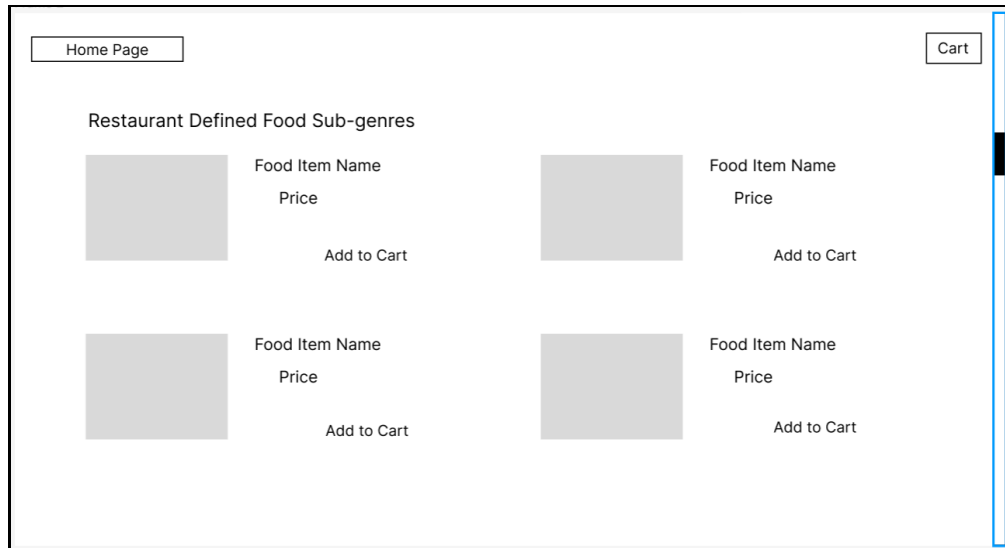 Home Page
Cart
Restaurant Defined Food Sub-genres
Food Item Name
Price
Add to Cart
Food Item Name
Price
Add to Cart
Food Item Name
Price
Add to Cart
Food Item Name
Price
Add to Cart